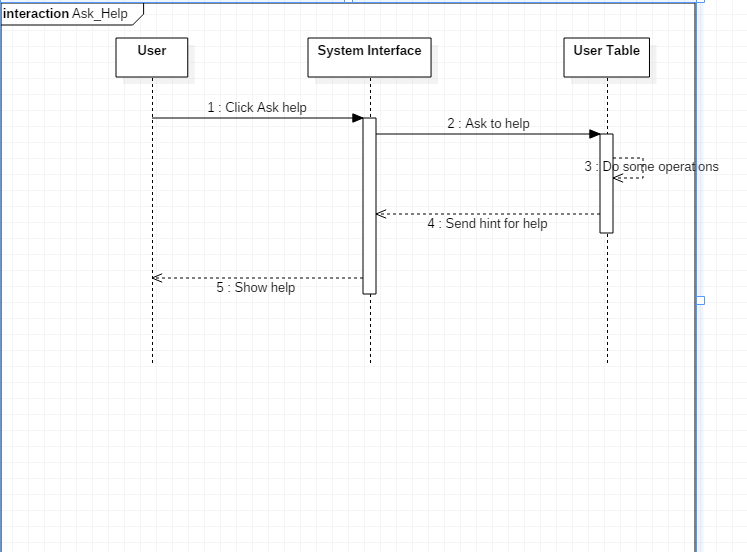 interaction Ask_Help
User
System Interface
User Table
1 : Click Ask help
2 : Ask to help
3 : Do some operations
4 : Send hint for help
5 : Show help